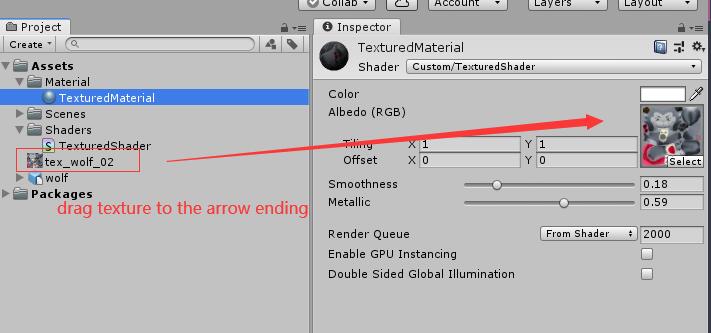 Collab
Account
Layers
Layout
Project
Create
Assets
Material
TexturedMaterial
Scenes
Shaders
TexturedShader
tex_wolf_02
wolf
Packages
drag texture to the arrow ending
Inspector
TexturedMaterial
Shader Custom/TexturedShader
Color
Albedo (RGB)
Tiling X 1 Y 1
Offset X 0 Y 0
Select
Smoothness 0.18
Metallic 0.59
Render Queue From Shader 2000
Enable GPU Instancing
Double Sided Global Illumination